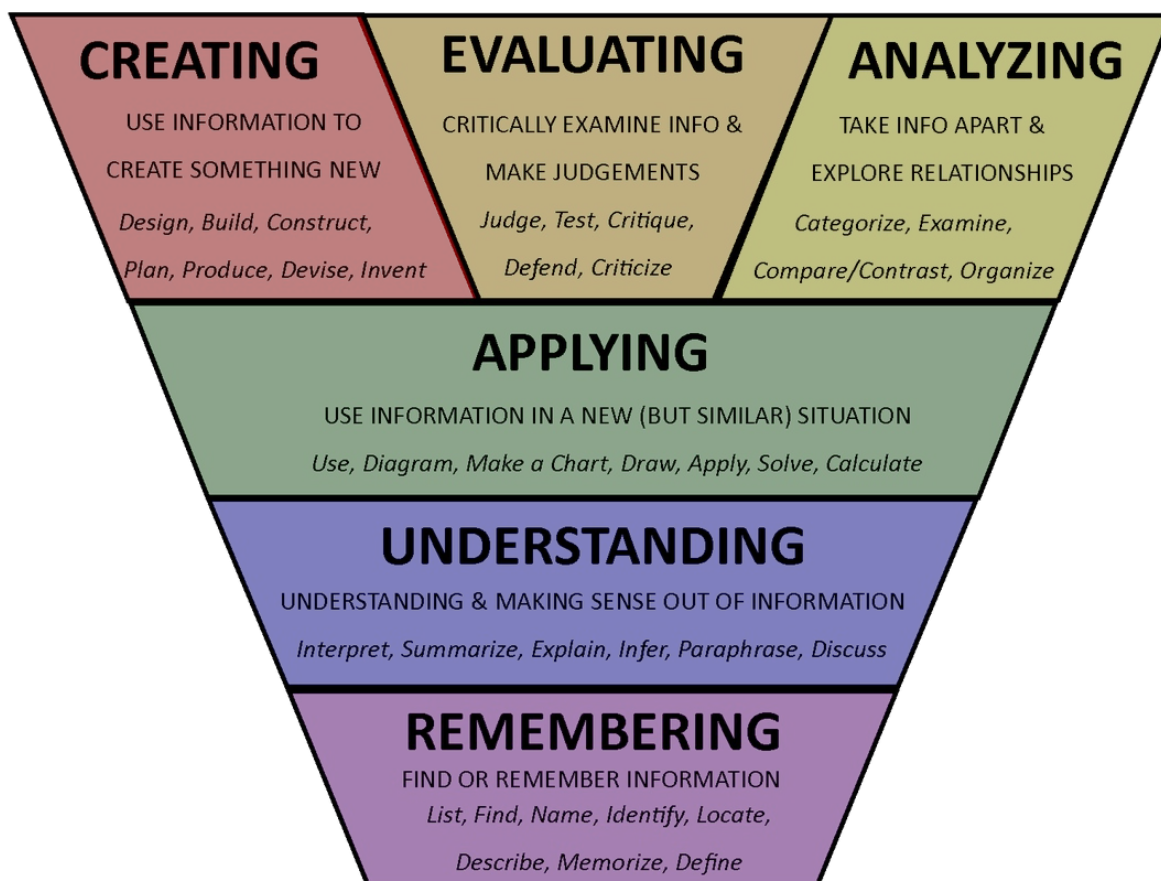 CREATING
USE INFORMATION TO
CREATE SOMETHING NEW
Design, Build, Construct,
Plan, Produce, Devise, Invent
EVALUATING
CRITICALLY EXAMINE INFO &
MAKE JUDGEMENTS
Judge, Test, Critique,
Defend, Criticize
ANALYZING
TAKE INFO APART &
EXPLORE RELATIONSHIPS
Categorize, Examine,
Compare/Contrast, Organize
APPLYING
USE INFORMATION IN A NEW (BUT SIMILAR) SITUATION
Use, Diagram, Make a Chart, Draw, Apply, Solve, Calculate
UNDERSTANDING
UNDERSTANDING & MAKING SENSE OUT OF INFORMATION
Interpret, Summarize, Explain, Infer, Paraphrase, Discuss
REMEMBERING
FIND OR REMEMBER INFORMATION
List, Find, Name, Identify, Locate,
Describe, Memorize, Define